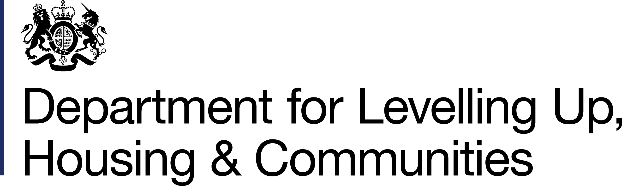 Department for Levelling Up,
Housing & Communities